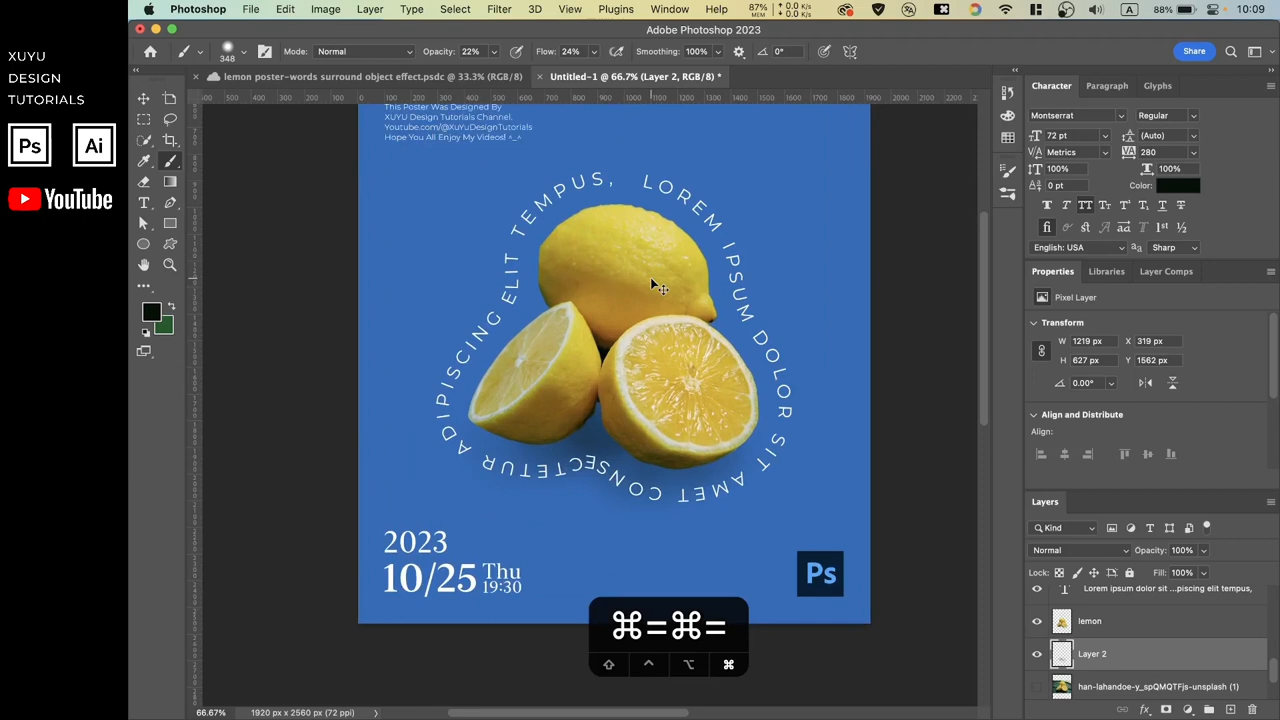 Photoshop File Edit Image Layer Type Select Filter 3D View Plugins Window Help 87% MEM 0.0 K/s 0.0 K/s A 88% 10:09
XUYU
DESIGN
TUTORIALS
Ps Ai
YouTube
Adobe Photoshop 2023
348 Mode: Normal Opacity: 22% Flow: 24% Smoothing: 100% 0° Share
× lemon poster-words surround object effect.psdc @ 33.3% (RGB/8) × Untitled-1 @ 66.7% (Layer 2, RGB/8) *
This Poster Was Designed By
XUYU Design Tutorials Channel.
Youtube.com/@XuYuDesignTutorials
Hope You All Enjoy My Videos! ^_^
LOREM IPSUM DOLOR SIT AMET CONSECTETUR ADIPISCING ELIT TEMPUS,
2023
10/25 Thu
19:30
Ps
⌘=⌘=
⇧ ⌃ ⌥ ⌘
66.67% 1920 px x 2560 px (72 ppi)
Character Paragraph Glyphs
Montserrat Regular
72 pt (Auto)
Metrics 280
100% 100%
0 pt Color:
English: USA Sharp
Properties Libraries Layer Comps
Pixel Layer
Transform
W 1219 px X 319 px
H 627 px Y 1562 px
0.00°
Align and Distribute
Align:
Layers
Kind
Normal Opacity: 100%
Lock: Fill: 100%
Lorem ipsum dolor sit ...piscing elit tempus,
lemon
Layer 2
han-lahandoe-y_spQMQTFjs-unsplash (1)